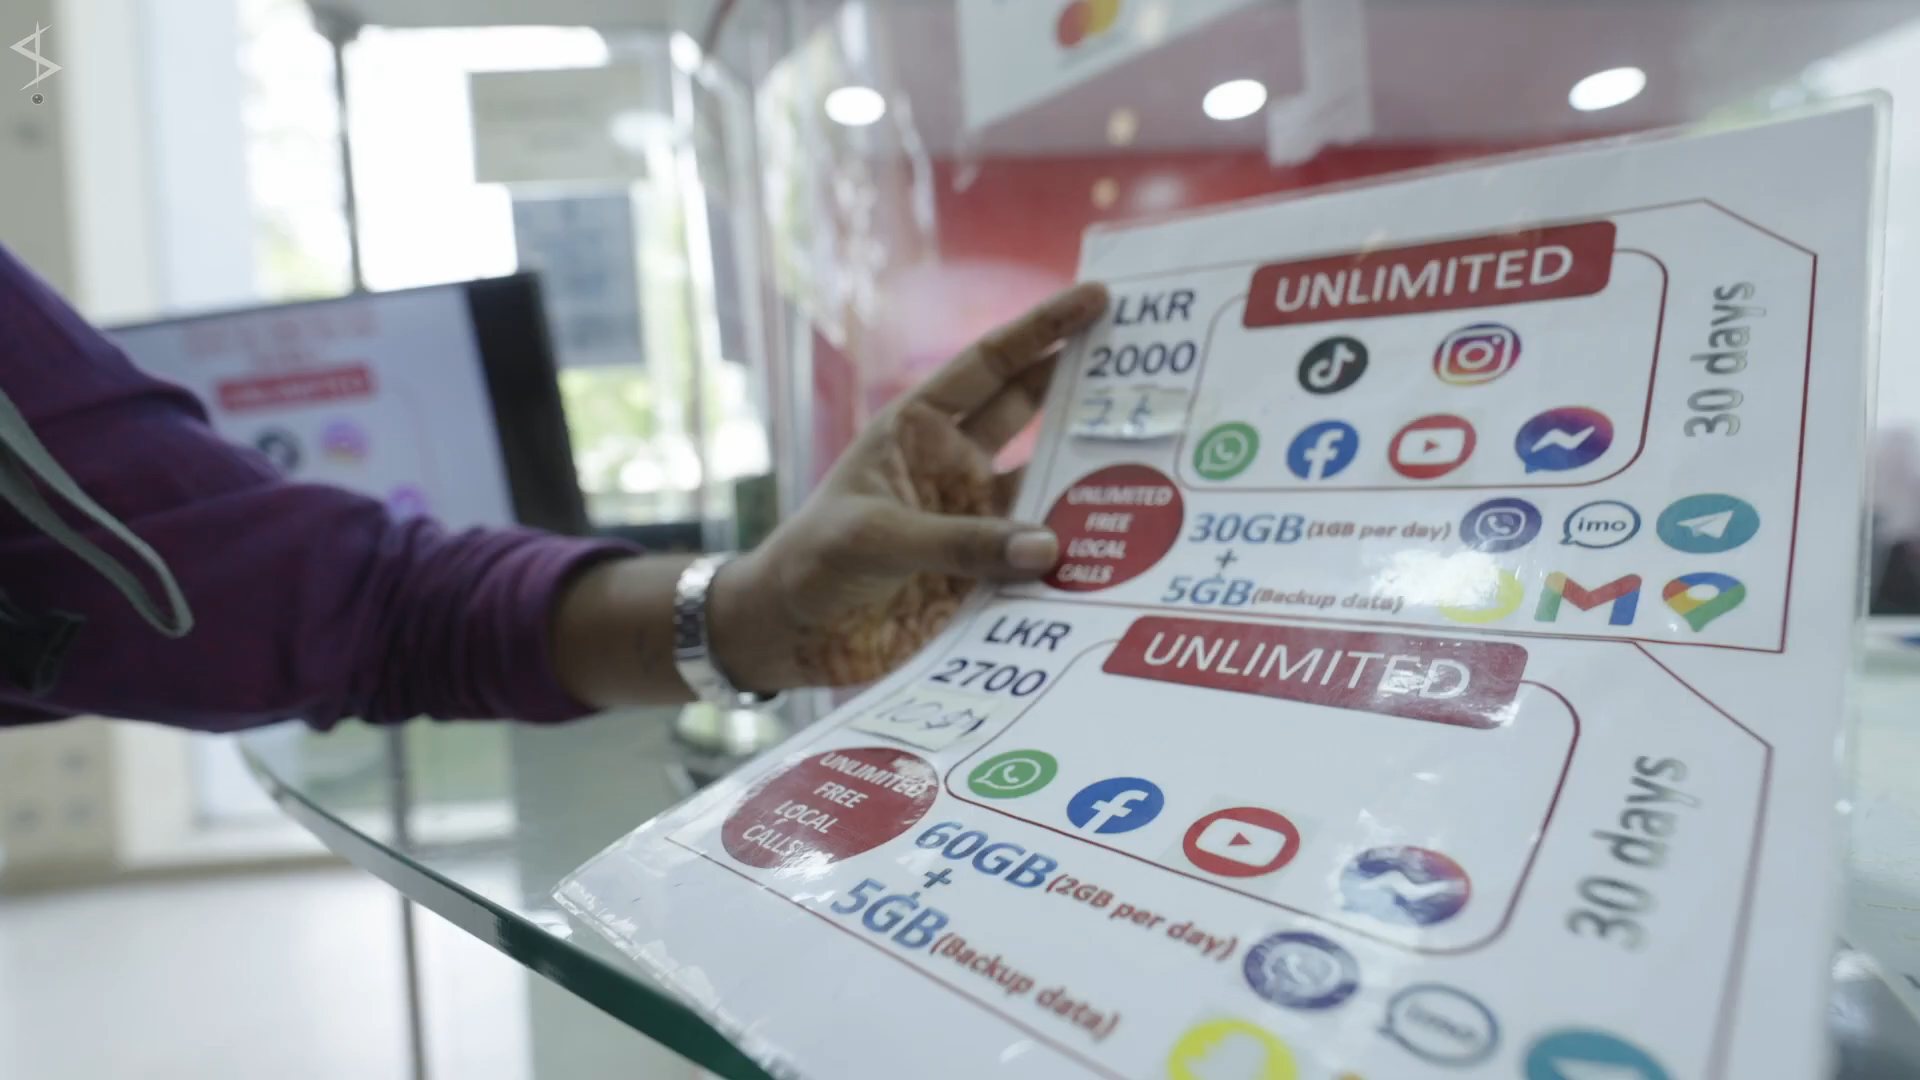 UNLIMITED
LKR
2000
30 days
UNLIMITED
FREE
LOCAL
CALLS
30GB (1GB per day)
imo
+
5GB (Backup data)
LKR
2700
UNLIMITED
30 days
UNLIMITED
FREE
LOCAL
CALLS
60GB (2GB per day)
+
5GB (Backup data)
imo